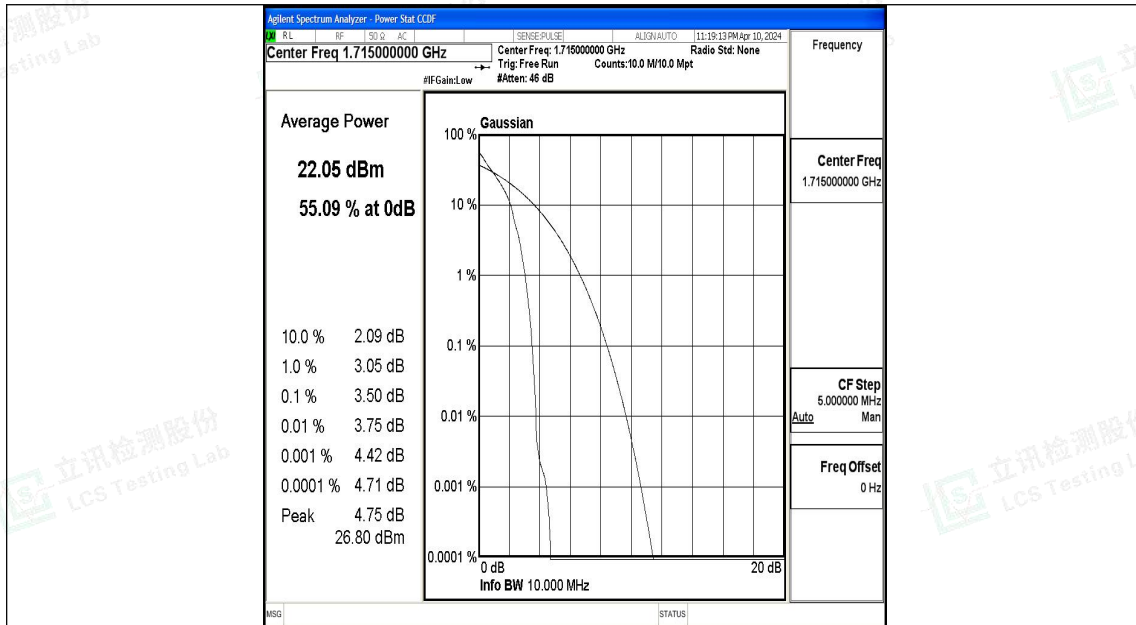 Agilent Spectrum Analyzer - Power Stat CCDF
RL RF 50 Ω AC SENSE:PULSE ALIGN AUTO 11:19:13 PM Apr 10, 2024
Center Freq 1.715000000 GHz
Center Freq: 1.715000000 GHz Radio Std: None
Trig: Free Run Counts:10.0 M/10.0 Mpt
#IFGain:Low #Atten: 46 dB
Frequency
Average Power
22.05 dBm
55.09 % at 0dB
10.0 % 2.09 dB
1.0 % 3.05 dB
0.1 % 3.50 dB
0.01 % 3.75 dB
0.001 % 4.42 dB
0.0001 % 4.71 dB
Peak 4.75 dB
26.80 dBm
Gaussian
100 %
10 %
1 %
0.1 %
0.01 %
0.001 %
0.0001 %
0 dB 20 dB
Info BW 10.000 MHz
Center Freq
1.715000000 GHz
CF Step
5.000000 MHz
Auto Man
Freq Offset
0 Hz
MSG STATUS
立讯检测股份
LCS Testing Lab
立讯检测股
LCS Testing L